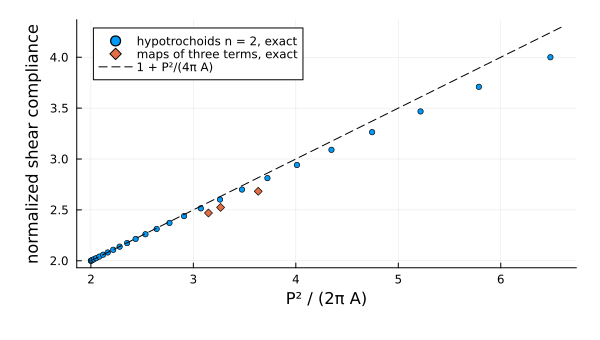 hypotrochoids n = 2, exact
maps of three terms, exact
1 + P²/(4π A)
normalized shear compliance
4.0
3.5
3.0
2.5
2.0
2
3
4
5
6
P² / (2π A)